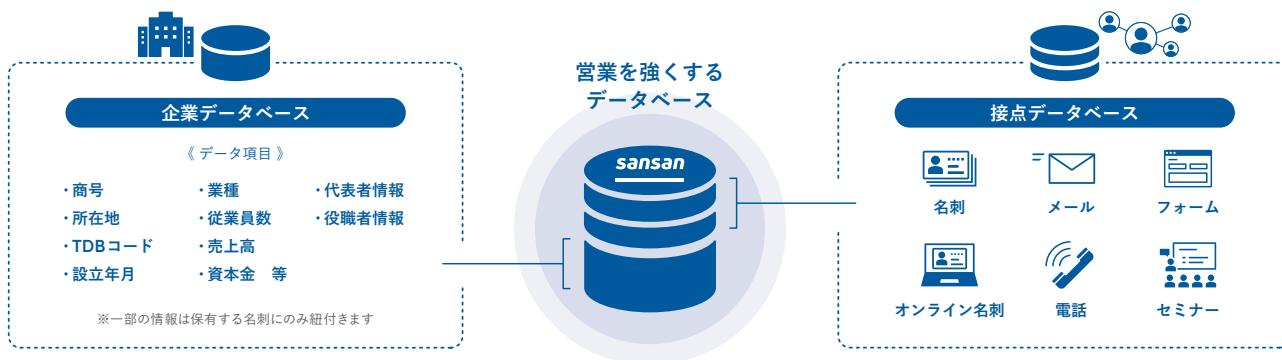 企業データベース
《 データ項目 》
・商号
・所在地
・TDBコード
・設立年月
・業種
・従業員数
・売上高
・資本金 等
・代表者情報
・役職者情報
※一部の情報は保有する名刺にのみ紐付きます
営業を強くする
データベース
sansan
接点データベース
名刺
メール
フォーム
オンライン名刺
電話
セミナー